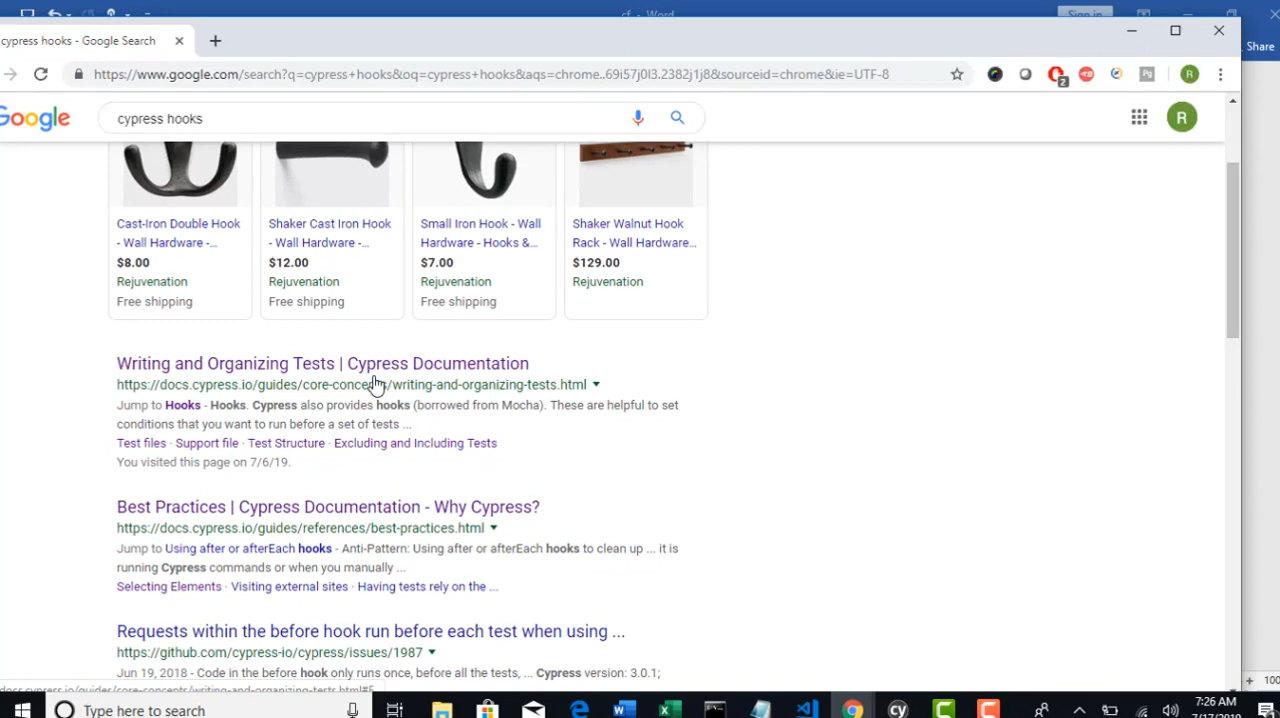 cf - Word
Sign in
cypress hooks - Google Search
Share
https://www.google.com/search?q=cypress+hooks&oq=cypress+hooks&aqs=chrome..69i57j0l3.2382j1j8&sourceid=chrome&ie=UTF-8
2
Pg
R
Google
cypress hooks
R
Cast-Iron Double Hook
- Wall Hardware -...
$8.00
Rejuvenation
Free shipping
Shaker Cast Iron Hook
- Wall Hardware -...
$12.00
Rejuvenation
Free shipping
Small Iron Hook - Wall
Hardware - Hooks &...
$7.00
Rejuvenation
Free shipping
Shaker Walnut Hook
Rack - Wall Hardware...
$129.00
Rejuvenation
Writing and Organizing Tests | Cypress Documentation
https://docs.cypress.io/guides/core-concepts/writing-and-organizing-tests.html
Jump to Hooks - Hooks. Cypress also provides hooks (borrowed from Mocha). These are helpful to set
conditions that you want to run before a set of tests ...
Test files · Support file · Test Structure · Excluding and Including Tests
You visited this page on 7/6/19.
Best Practices | Cypress Documentation - Why Cypress?
https://docs.cypress.io/guides/references/best-practices.html
Jump to Using after or afterEach hooks - Anti-Pattern: Using after or afterEach hooks to clean up ... it is
running Cypress commands or when you manually ...
Selecting Elements · Visiting external sites · Having tests rely on the ...
Requests within the before hook run before each test when using ...
https://github.com/cypress-io/cypress/issues/1987
Jun 19, 2018 - Code in the before hook only runs once, before all the tests, ... Cypress version: 3.0.1;
100
Type here to search
cy
7:26 AM